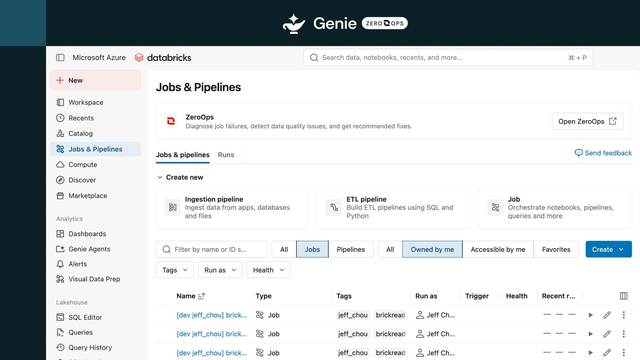 Genie ZEROOPS
Microsoft Azure databricks
Search data, notebooks, recents, and more...
⌘ + P
New
Workspace
Recents
Catalog
Jobs & Pipelines
Compute
Discover
Marketplace
Analytics
Dashboards
Genie Agents
Alerts
Visual Data Prep
Lakehouse
SQL Editor
Queries
Query History
Jobs & Pipelines
ZeroOps
Diagnose job failures, detect data quality issues, and get recommended fixes.
Open ZeroOps
Jobs & pipelines Runs
Send feedback
Create new
Ingestion pipeline
Ingest data from apps, databases
and files
ETL pipeline
Build ETL pipelines using SQL and
Python
Job
Orchestrate notebooks, pipelines,
queries and more
Filter by name or ID s... All Jobs Pipelines All Owned by me Accessible by me Favorites Create
Tags Run as Health
Name Type Tags Run as Trigger Health Recent r...
[dev jeff_chou] brick... Job jeff_chou brickread Jeff Ch...
[dev jeff_chou] brick... Job jeff_chou brickread Jeff Ch...
[dev jeff_chou] brick... Job jeff_chou brickread Jeff Ch...